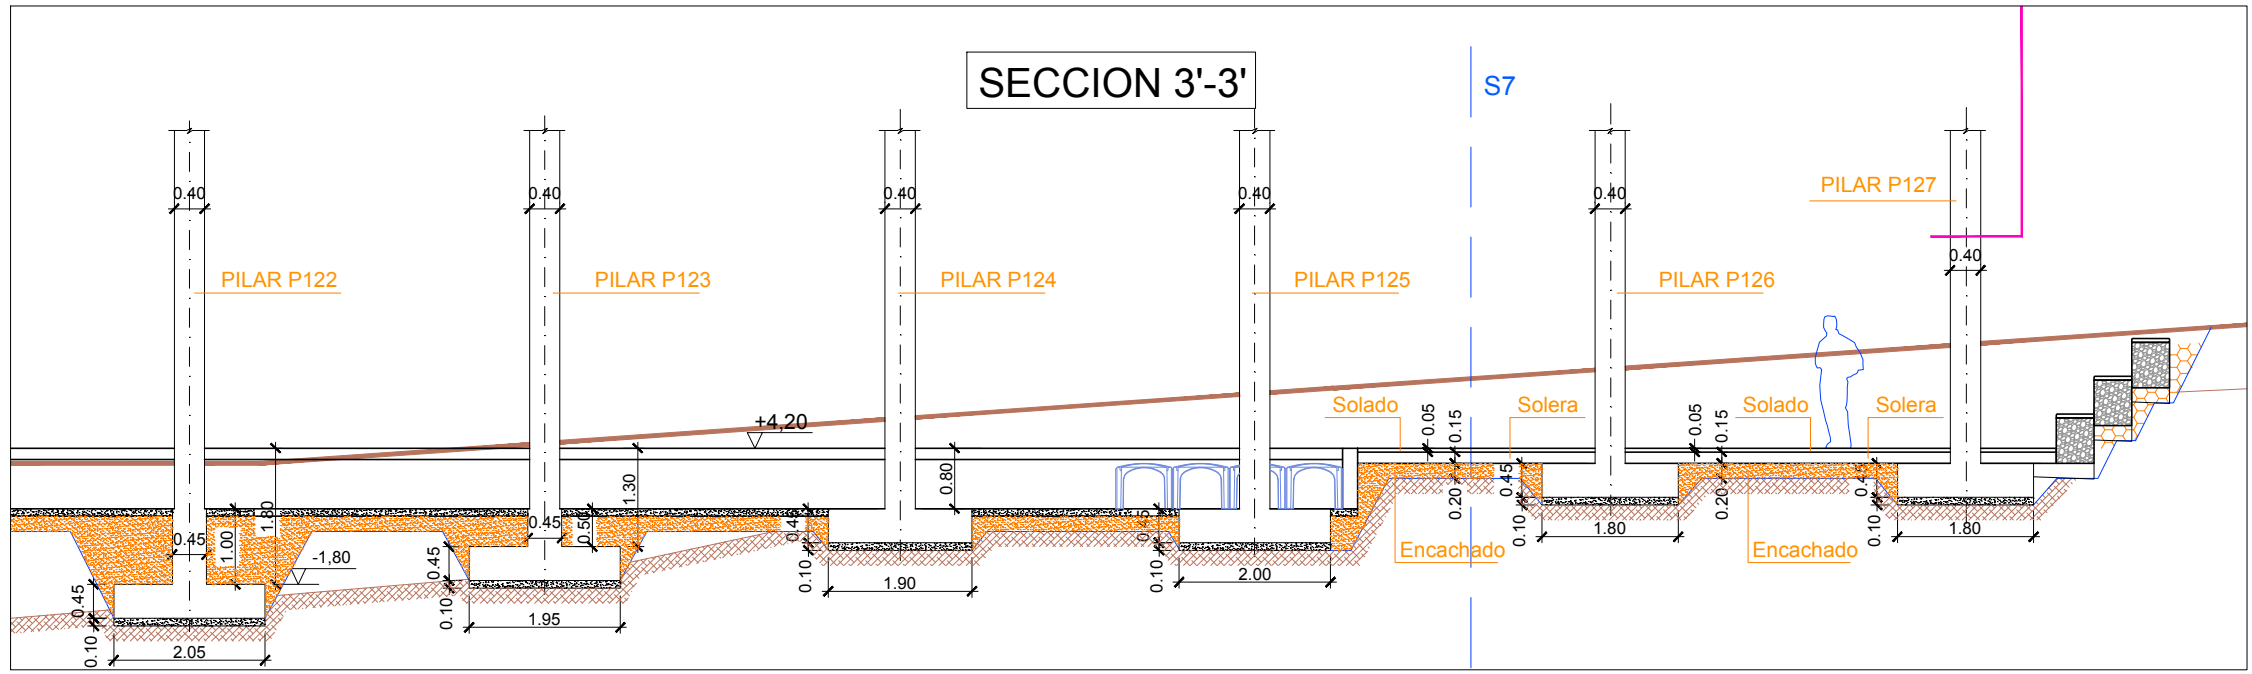 SECCION 3'-3'
S7
0.40
0.40
0.40
0.40
0.40
PILAR P127
0.40
PILAR P122
PILAR P123
PILAR P124
PILAR P125
PILAR P126
+4,20
Solado
0.05
0.15
Solera
Solado
0.05
0.15
Solera
1.80
1.30
0.80
0.45
1.00
-1,80
0.45
0.50
0.45
0.45
0.20
0.45
0.20
0.45
0.45
0.10
2.05
0.45
0.10
1.95
0.10
1.90
0.10
2.00
Encachado
0.10
1.80
Encachado
0.10
1.80